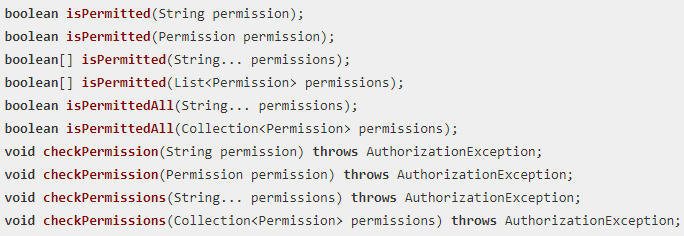 boolean isPermitted(String permission);
boolean isPermitted(Permission permission);
boolean[] isPermitted(String... permissions);
boolean[] isPermitted(List<Permission> permissions);
boolean isPermittedAll(String... permissions);
boolean isPermittedAll(Collection<Permission> permissions);
void checkPermission(String permission) throws AuthorizationException;
void checkPermission(Permission permission) throws AuthorizationException;
void checkPermissions(String... permissions) throws AuthorizationException;
void checkPermissions(Collection<Permission> permissions) throws AuthorizationException;